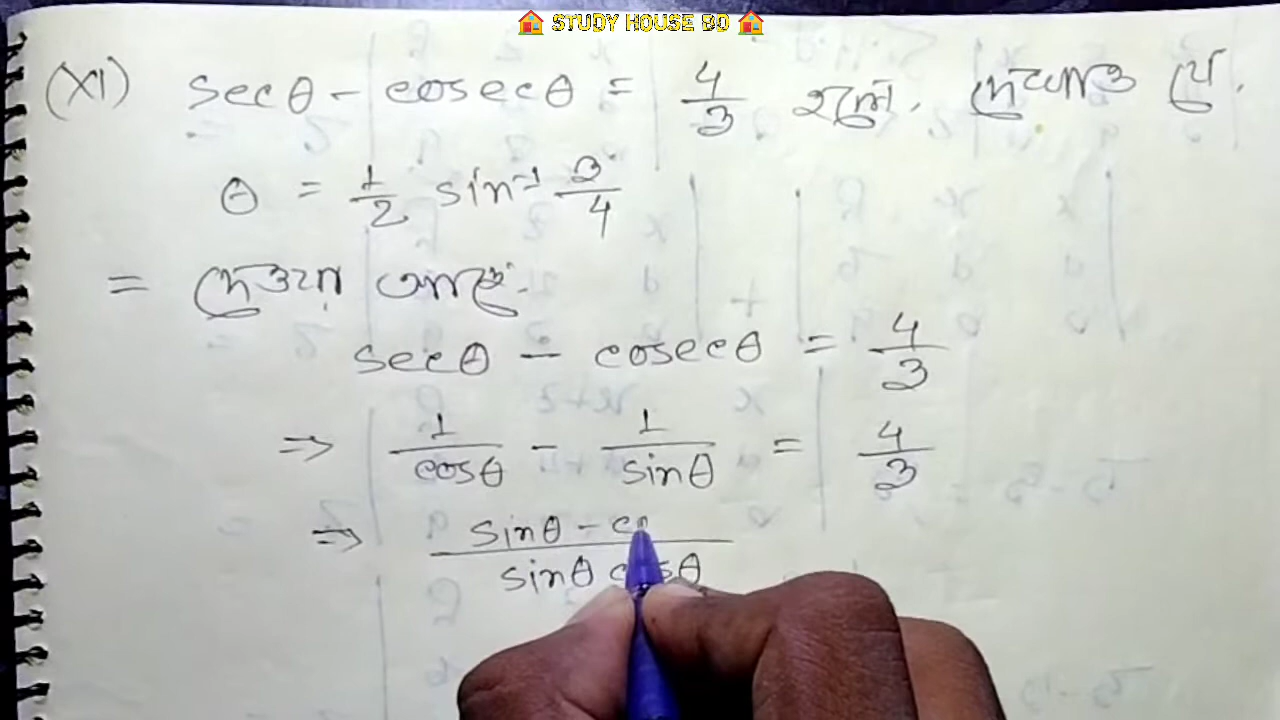 🏠 STUDY HOUSE BD 🏠
(XI) secθ - cosecθ = 4/3 হলে, দেখাও যে,
θ = 1/2 sin⁻¹ 3/4
= দেওয়া আছে,
secθ - cosecθ = 4/3
⇒ 1/cosθ - 1/sinθ = 4/3
⇒ sinθ - co / sinθ cosθ